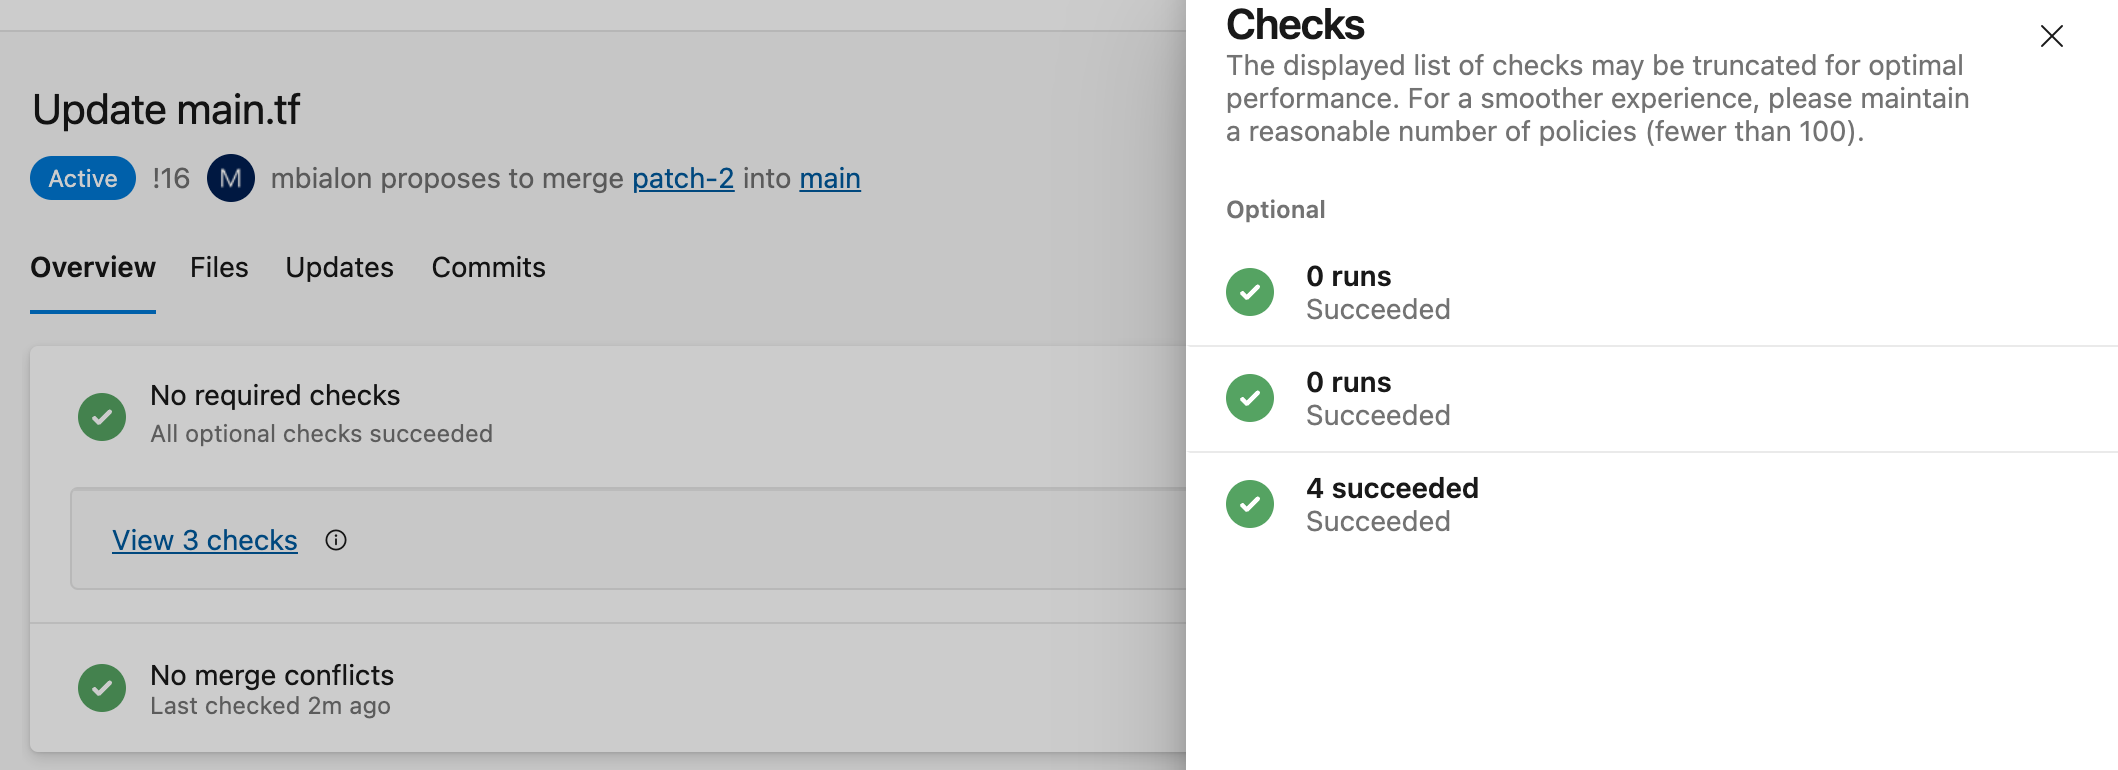 Update main.tf
Active !16 M mbialon proposes to merge patch-2 into main
Overview Files Updates Commits
No required checks
All optional checks succeeded
View 3 checks
No merge conflicts
Last checked 2m ago
Checks
The displayed list of checks may be truncated for optimal
performance. For a smoother experience, please maintain
a reasonable number of policies (fewer than 100).
Optional
0 runs
Succeeded
0 runs
Succeeded
4 succeeded
Succeeded